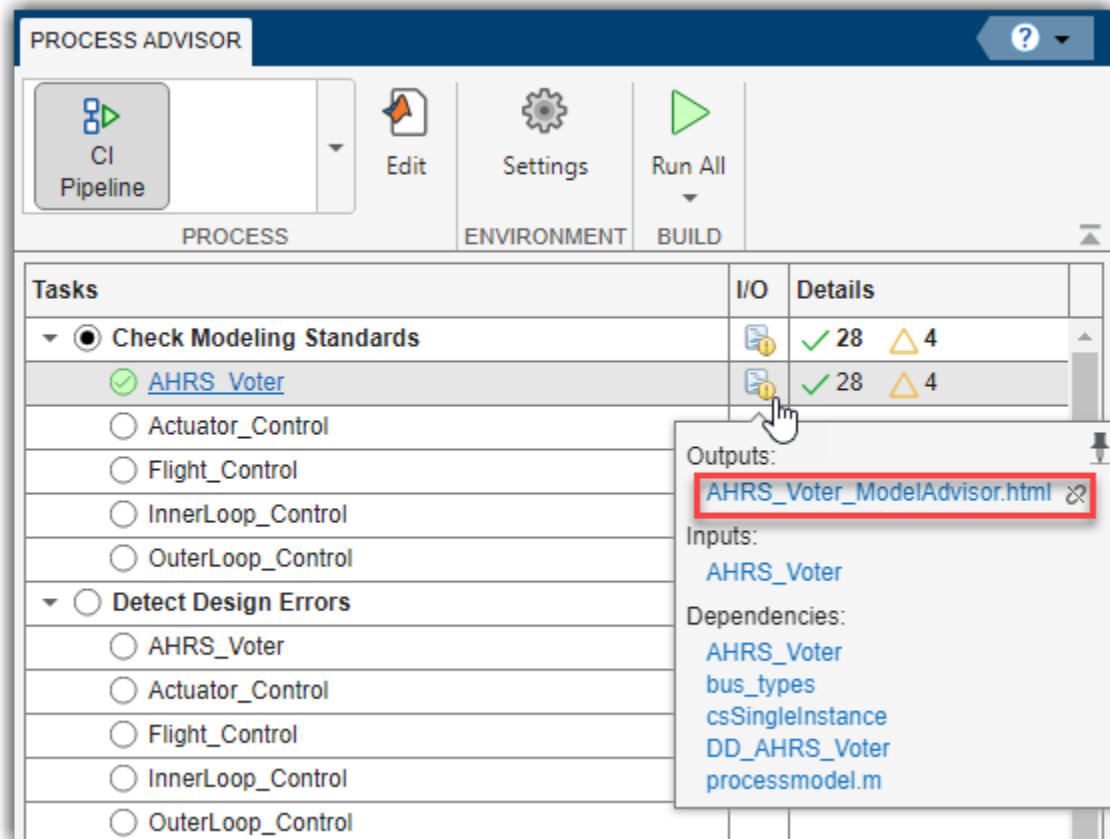 PROCESS ADVISOR
?
CI
Pipeline
Edit
Settings
Run All
PROCESS
ENVIRONMENT
BUILD
Tasks
I/O
Details
Check Modeling Standards
28
4
AHRS_Voter
28
4
Actuator_Control
Flight_Control
InnerLoop_Control
OuterLoop_Control
Detect Design Errors
AHRS_Voter
Actuator_Control
Flight_Control
InnerLoop_Control
OuterLoop_Control
Outputs:
AHRS_Voter_ModelAdvisor.html
Inputs:
AHRS_Voter
Dependencies:
AHRS_Voter
bus_types
csSingleInstance
DD_AHRS_Voter
processmodel.m